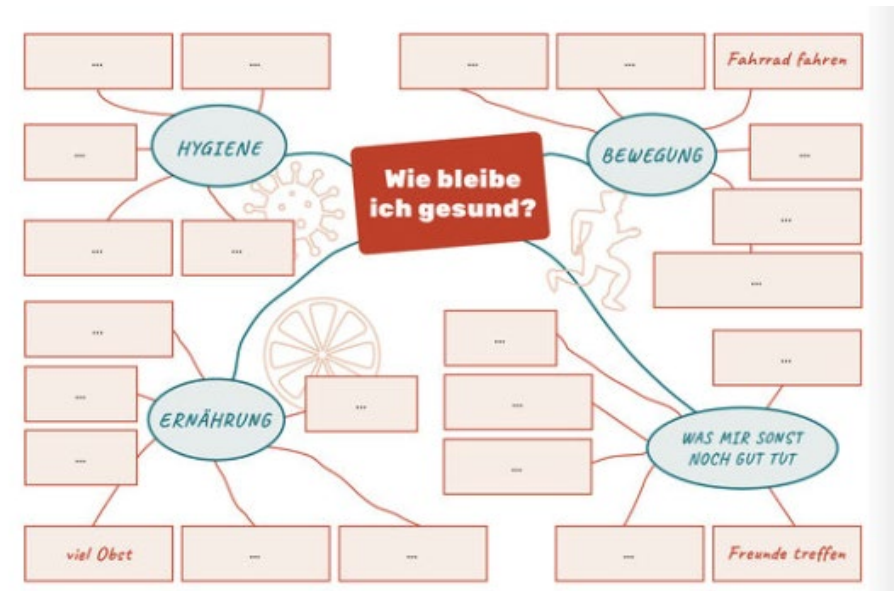 ...
...
...
...
Fahrrad fahren
HYGIENE
...
Wie bleibe
ich gesund?
BEWEGUNG
...
...
...
...
...
...
...
...
...
ERNÄHRUNG
...
...
...
...
WAS MIR SONST
NOCH GUT TUT
...
viel Obst
...
...
...
Freunde treffen